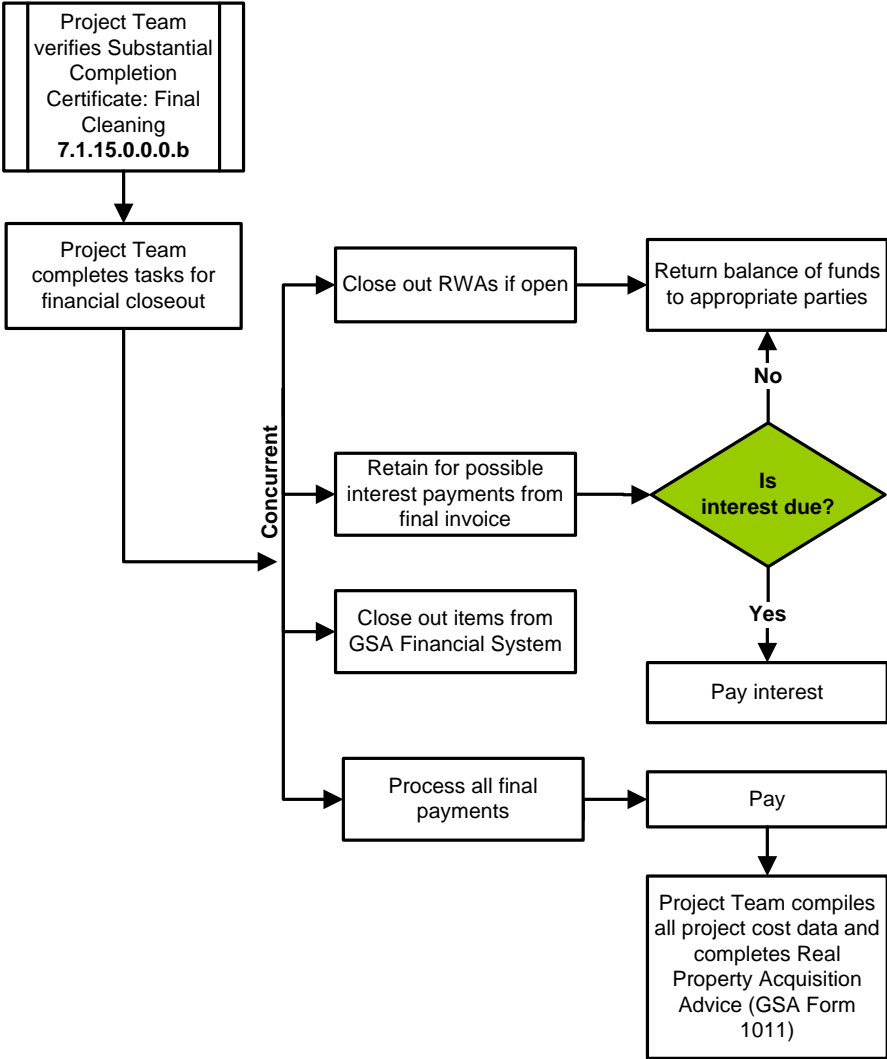 Project Team
verifies Substantial
Completion
Certificate: Final
Cleaning
7.1.15.0.0.0.b
Project Team
completes tasks for
financial closeout
Concurrent
Close out RWAs if open
Return balance of funds
to appropriate parties
No
Retain for possible
interest payments from
final invoice
Is
interest due?
Yes
Close out items from
GSA Financial System
Pay interest
Process all final
payments
Pay
Project Team compiles
all project cost data and
completes Real
Property Acquisition
Advice (GSA Form
1011)